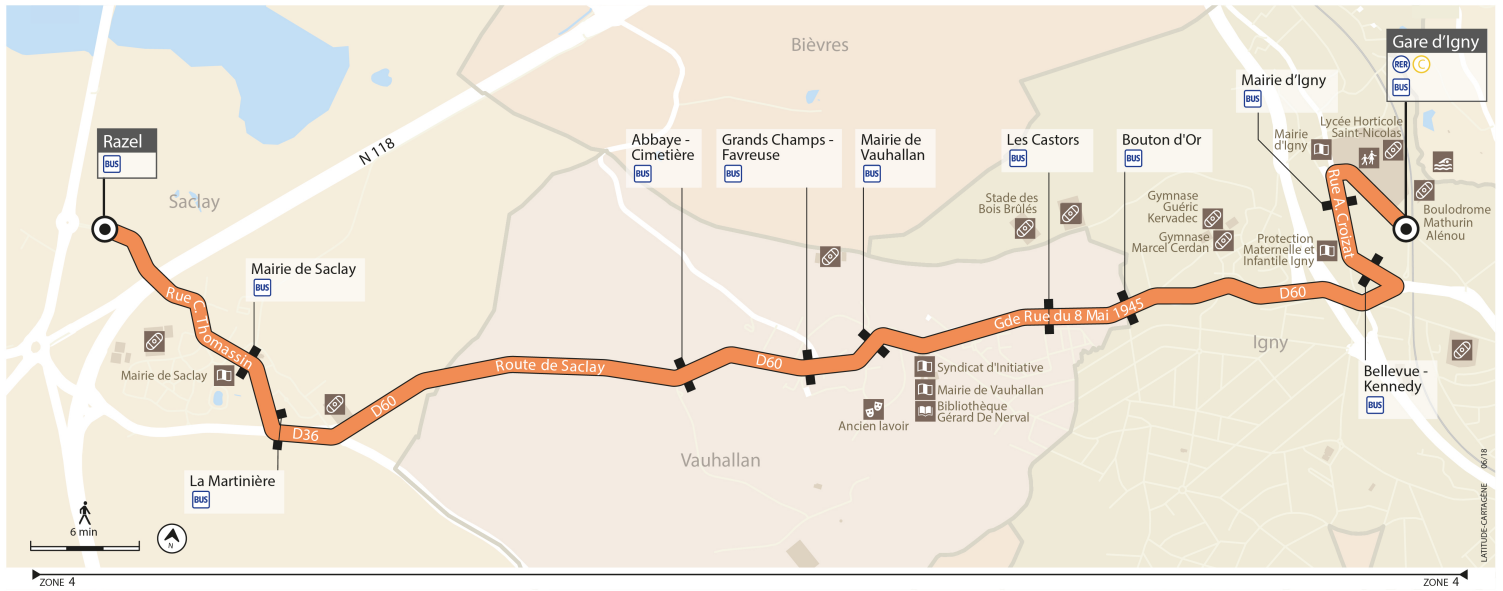 Bièvres
Gare d'Igny
RER C
BUS
Mairie d'Igny
BUS
Lycée Horticole
Saint-Nicolas
Mairie
d'Igny
Razel
BUS
N 118
Saclay
Abbaye -
Cimetière
BUS
Grands Champs -
Favreuse
BUS
Mairie de
Vauhallan
BUS
Les Castors
BUS
Bouton d'Or
BUS
Stade des
Bois Brûlés
Gymnase
Guéric
Kervadec
Gymnase
Marcel Cerdan
Protection
Maternelle et
Infantile Igny
Rue A. Croizat
Boulodrome
Mathurin
Alénou
Mairie de Saclay
BUS
Rue C. Thomassin
Mairie de Saclay
D36
D60
Route de Saclay
D60
Gde Rue du 8 Mai 1945
D60
Igny
Bellevue -
Kennedy
BUS
Syndicat d'Initiative
Mairie de Vauhallan
Bibliothèque
Gérard De Nerval
Ancien lavoir
Vauhallan
La Martinière
BUS
6 min
N
LATITUDE-CARTAGÈNE 06/18
ZONE 4
ZONE 4